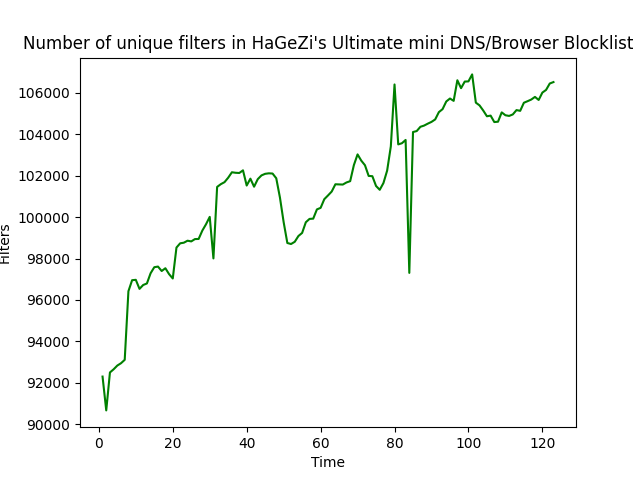 Number of unique filters in HaGeZi's Ultimate mini DNS/Browser Blocklist
106000
104000
102000
100000
98000
96000
94000
92000
90000
Filters
0 20 40 60 80 100 120
Time